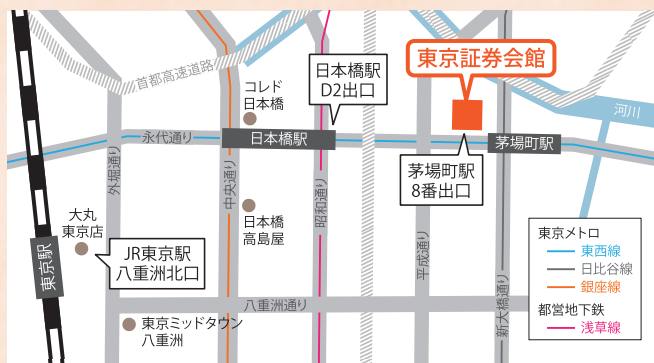 首都高速道路
コレド
日本橋
日本橋駅
D2出口
東京証券会館
河川
永代通り
日本橋駅
茅場町駅
茅場町駅
8番出口
外堀通り
中央通り
昭和通り
平成通り
新大橋通り
大丸
東京店
東京駅
JR東京駅
八重洲北口
日本橋
高島屋
八重洲通り
東京ミッドタウン
八重洲
東京メトロ
東西線
日比谷線
銀座線
都営地下鉄
浅草線